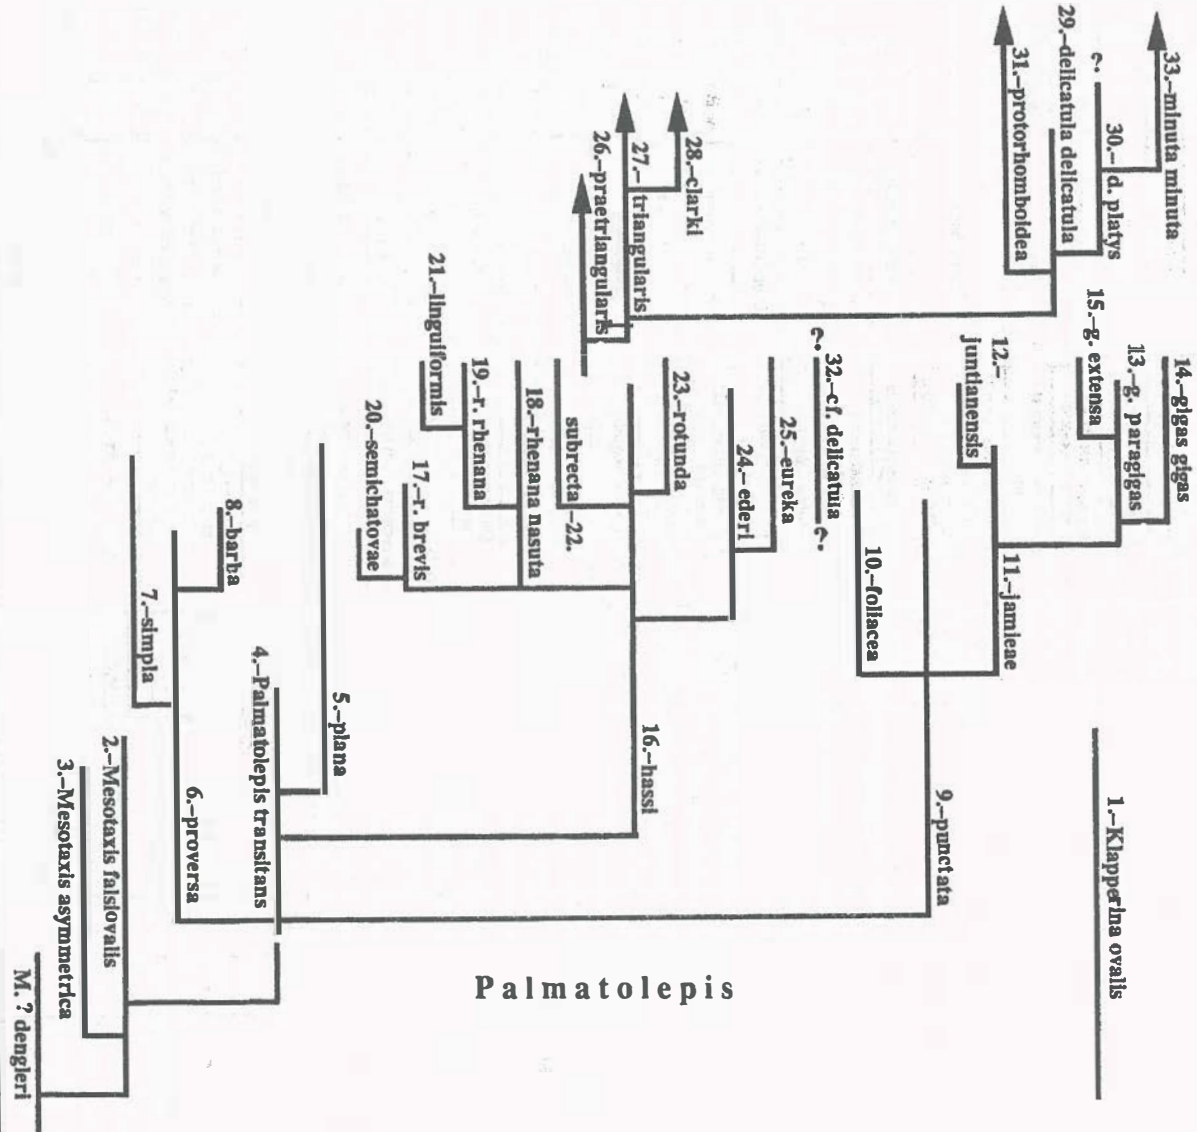 33.–minuta minuta
30.– d. platys
29.–delicatula delicatula
31.–protorhomboidea
28.–clarki
27.–triangularis
26.–praetriangularis
14.–gigas gigas
13.–g. paragigas
15.–g. extensa
12.–
juntianensis
11.–jamieae
?. 32.–cf. delicatula ?.
?.
10.–foliacea
25.–eureka
24.–ederi
23.–rotunda
subrecta–22.
18.–rhenana nasuta
19.–r. rhenana
21.–linguiformis
17.–r. brevis
20.–semichatovae
8.–barba
7.–simpla
16.–hassi
9.–punctata
1.–Klapperina ovalis
5.–plana
4.–Palmatolepis transitans
6.–proversa
2.–Mesotaxis falsiovalis
3.–Mesotaxis asymmetrica
M. ? dengleri
Palmatolepis